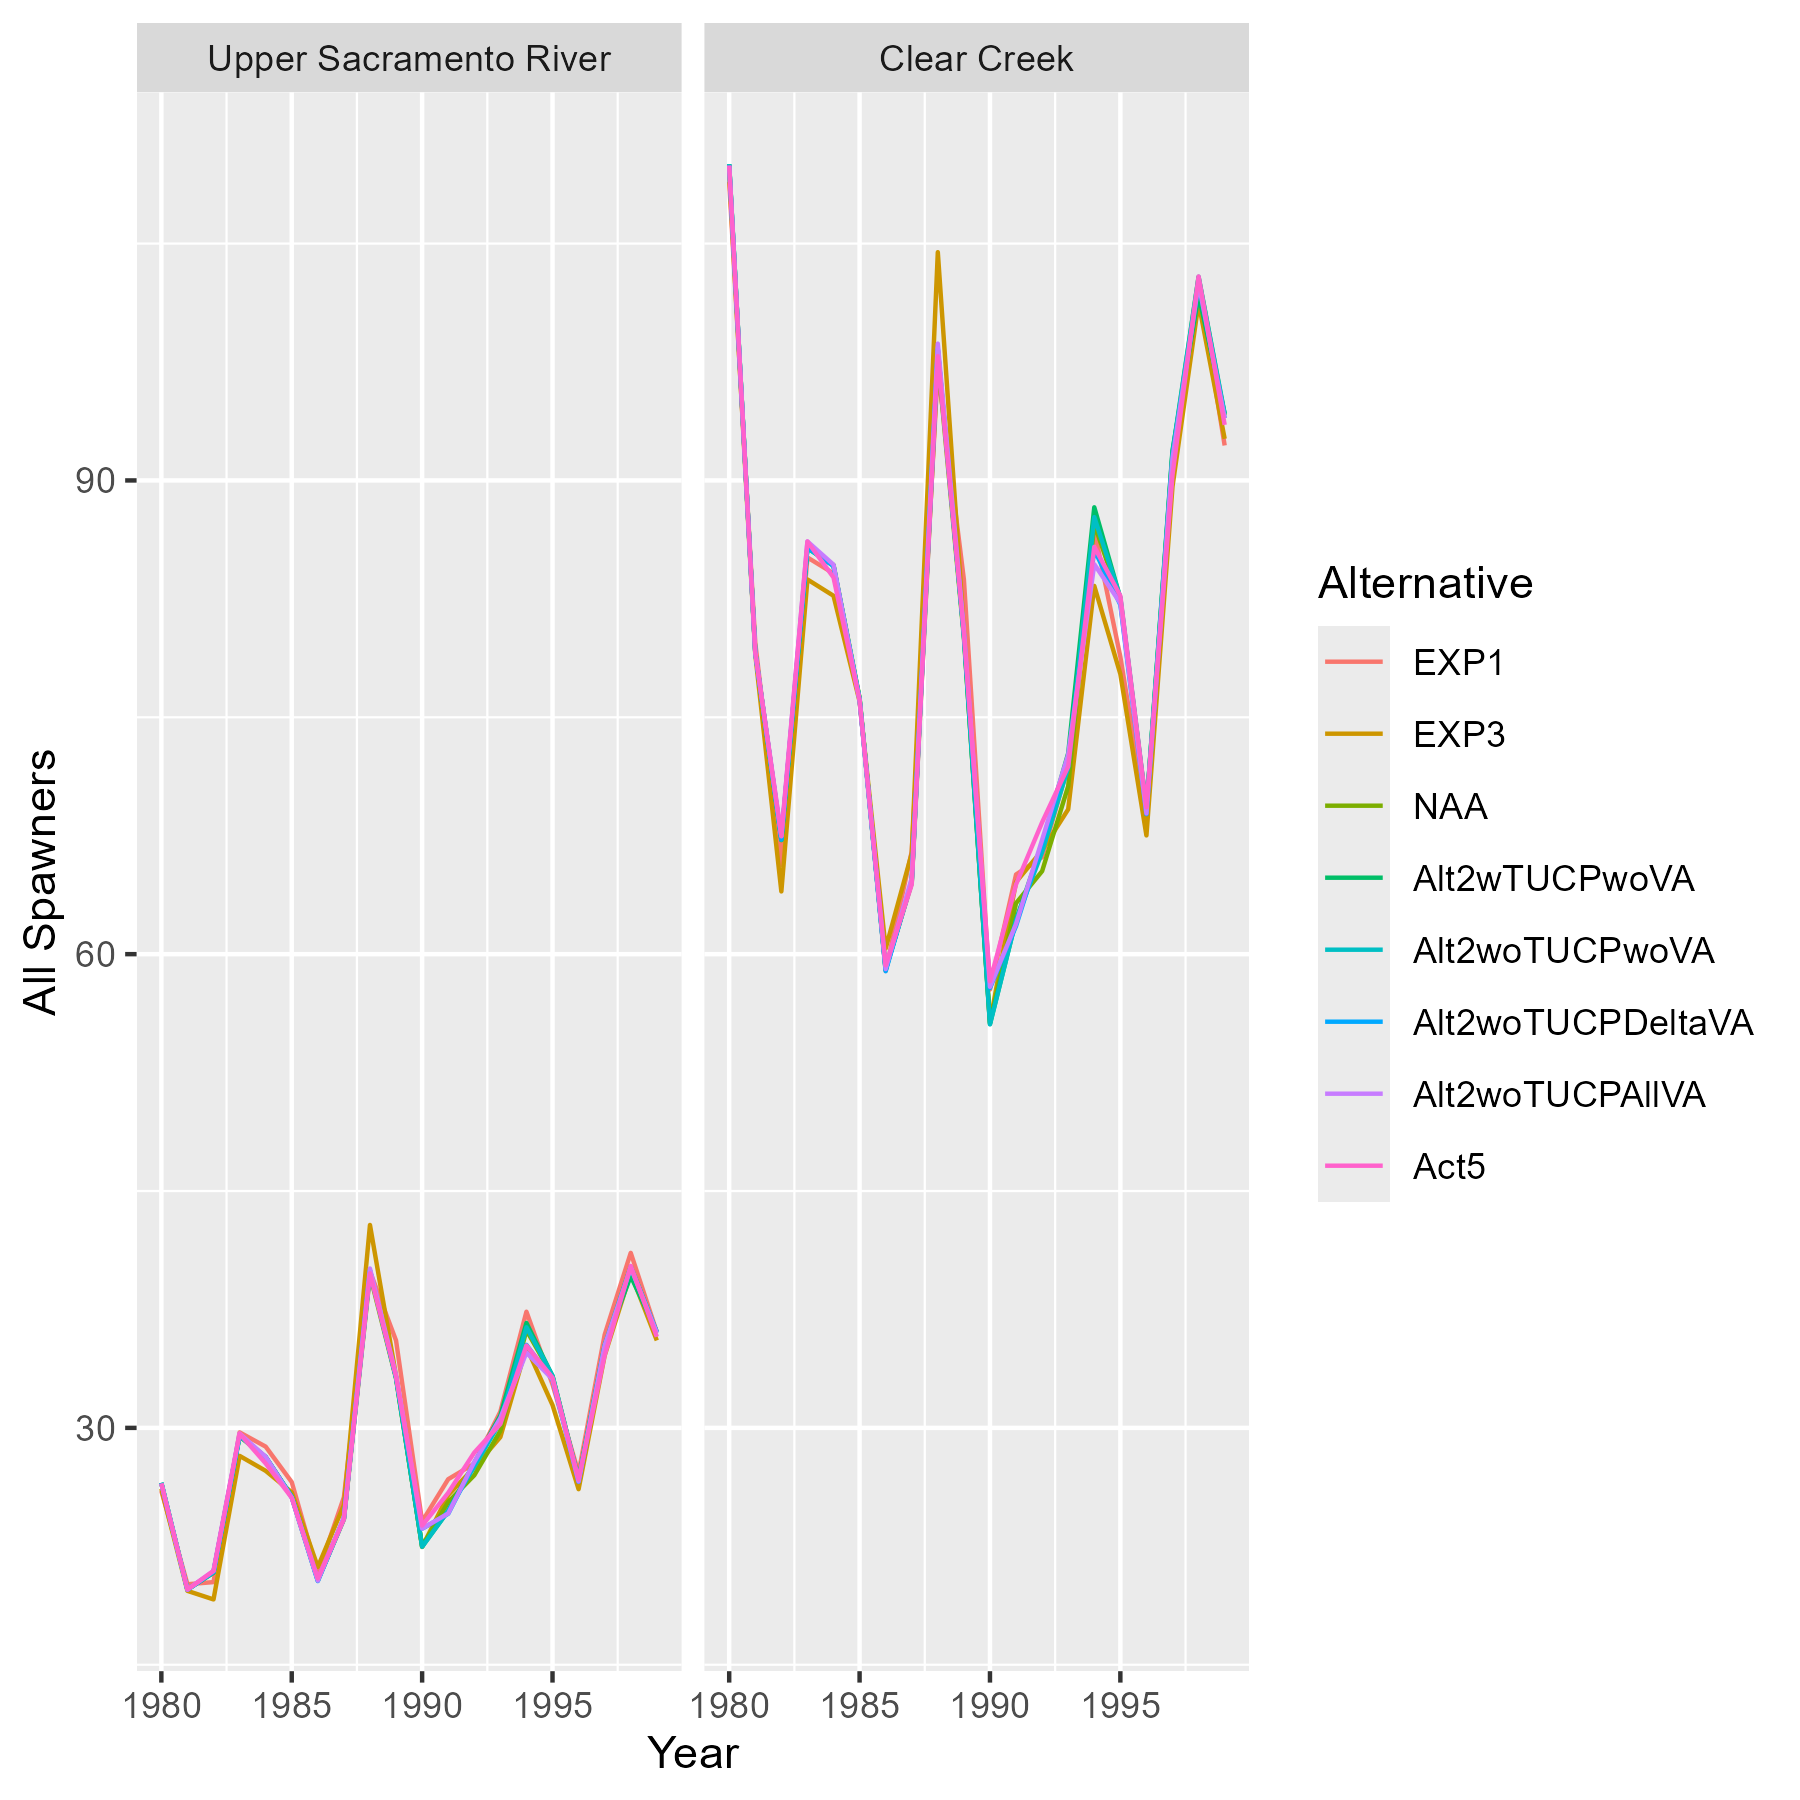 Upper Sacramento River
Clear Creek
All Spawners
90
60
30
1980 1985 1990 1995
1980 1985 1990 1995
Year
Alternative
EXP1
EXP3
NAA
Alt2wTUCPwoVA
Alt2woTUCPwoVA
Alt2woTUCPDeltaVA
Alt2woTUCPAllVA
Act5